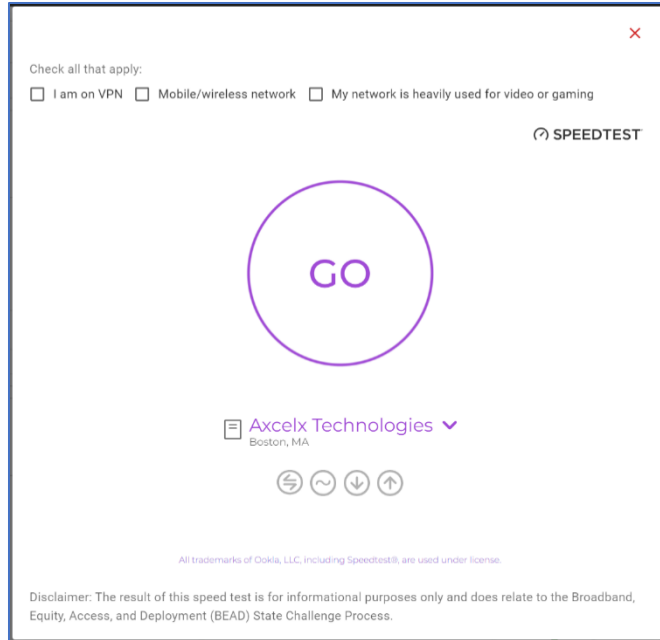 Check all that apply:
I am on VPN Mobile/wireless network My network is heavily used for video or gaming
SPEEDTEST
GO
Axcelx Technologies
Boston, MA
All trademarks of Ookla, LLC, including Speedtest®, are used under license.
Disclaimer: The result of this speed test is for informational purposes only and does relate to the Broadband,
Equity, Access, and Deployment (BEAD) State Challenge Process.